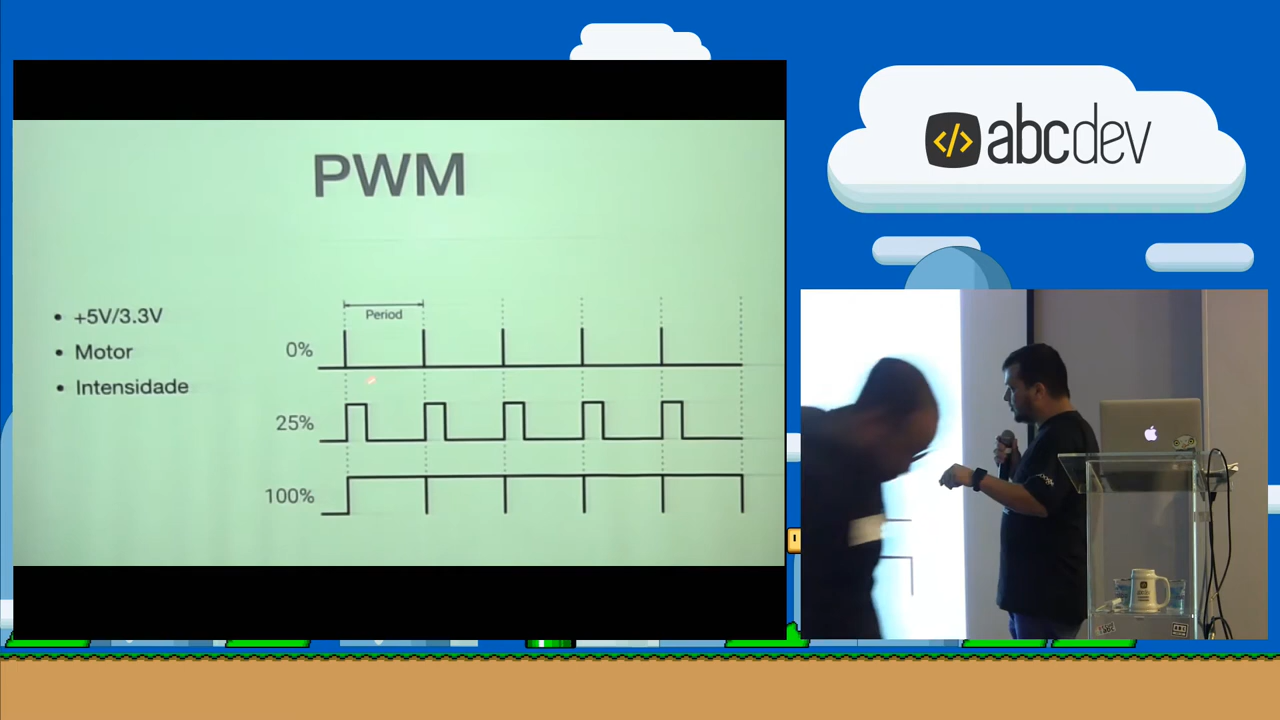 PWM
+5V/3.3V
Motor
Intensidade
Period
0%
25%
100%
</> abcdev